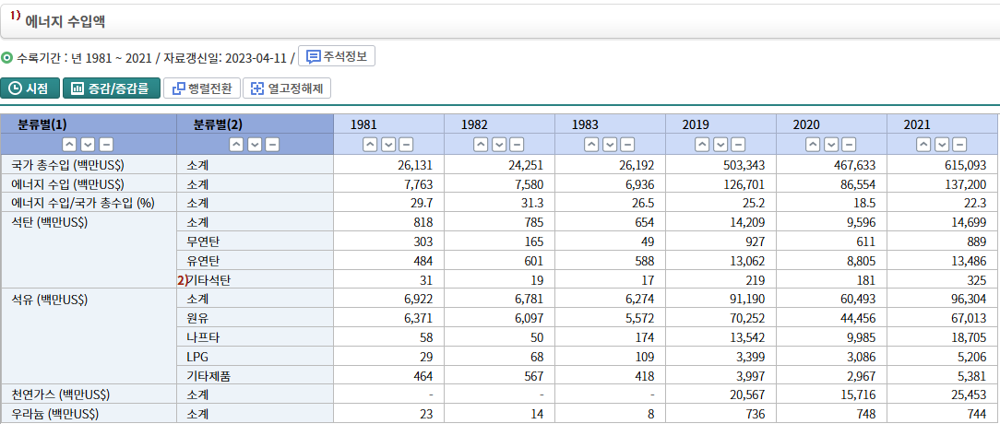 1) 에너지 수입액
수록기간 : 년 1981 ~ 2021 / 자료갱신일: 2023-04-11 / 주석정보
시점 증감/증감률 행렬전환 열고정해제
분류별(1) 분류별(2) 1981 1982 1983 2019 2020 2021
국가 총수입 (백만US$) 소계 26,131 24,251 26,192 503,343 467,633 615,093
에너지 수입 (백만US$) 소계 7,763 7,580 6,936 126,701 86,554 137,200
에너지 수입/국가 총수입 (%) 소계 29.7 31.3 26.5 25.2 18.5 22.3
석탄 (백만US$) 소계 818 785 654 14,209 9,596 14,699
무연탄 303 165 49 927 611 889
유연탄 484 601 588 13,062 8,805 13,486
2)기타석탄 31 19 17 219 181 325
석유 (백만US$) 소계 6,922 6,781 6,274 91,190 60,493 96,304
원유 6,371 6,097 5,572 70,252 44,456 67,013
나프타 58 50 174 13,542 9,985 18,705
LPG 29 68 109 3,399 3,086 5,206
기타제품 464 567 418 3,997 2,967 5,381
천연가스 (백만US$) 소계 - - - 20,567 15,716 25,453
우라늄 (백만US$) 소계 23 14 8 736 748 744